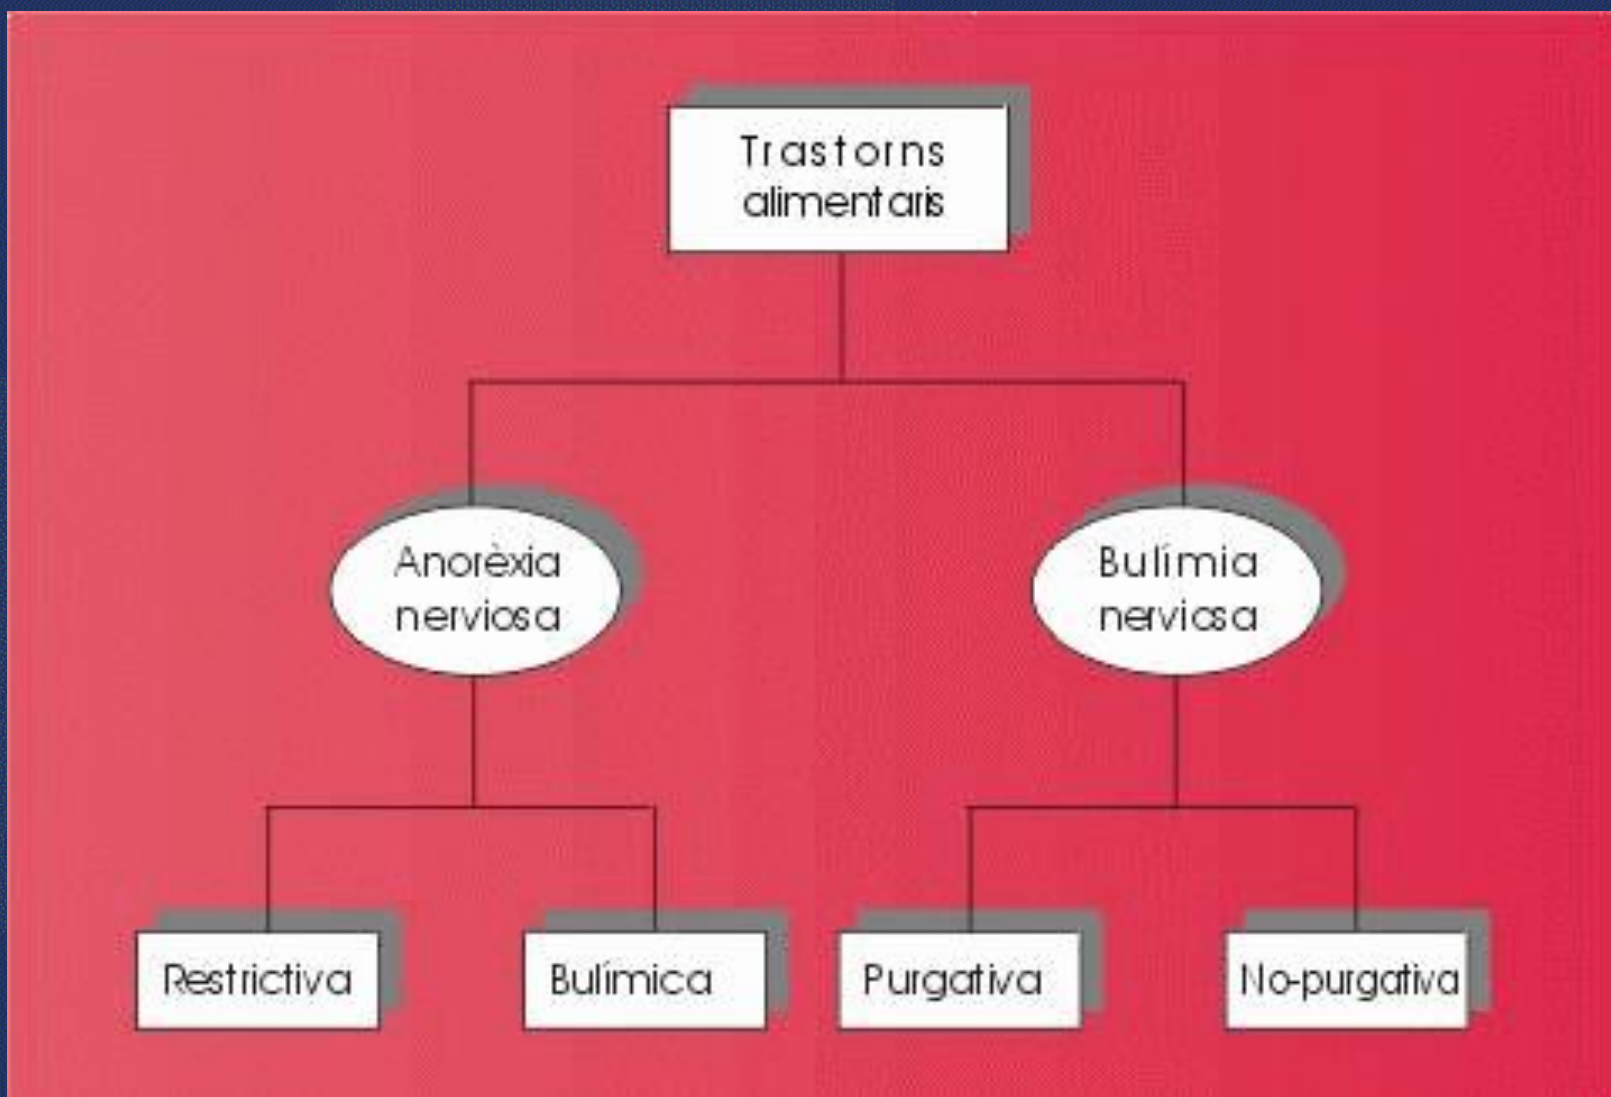 Trastorns
alimentaris
Anorèxia
nerviosa
Bulímia
nerviosa
Restrictiva
Bulímica
Purgativa
No-purgativa